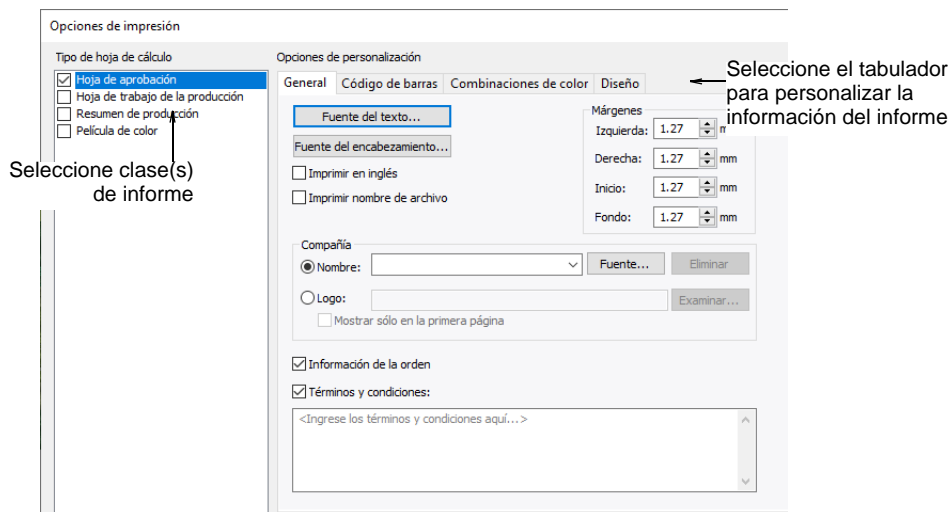 Opciones de impresión
Tipo de hoja de cálculo
Hoja de aprobación
Hoja de trabajo de la producción
Resumen de producción
Película de color
Seleccione clase(s)
de informe
Opciones de personalización
General Código de barras Combinaciones de color Diseño
Seleccione el tabulador
para personalizar la
información del informe
Fuente del texto...
Fuente del encabezamiento...
Imprimir en inglés
Imprimir nombre de archivo
Márgenes
Izquierda: 1.27
Derecha: 1.27 mm
Inicio: 1.27 mm
Fondo: 1.27 mm
Compañía
Nombre: Fuente... Eliminar
Logo: Examinar...
Mostrar sólo en la primera página
Información de la orden
Términos y condiciones:
<Ingrese los términos y condiciones aquí...>